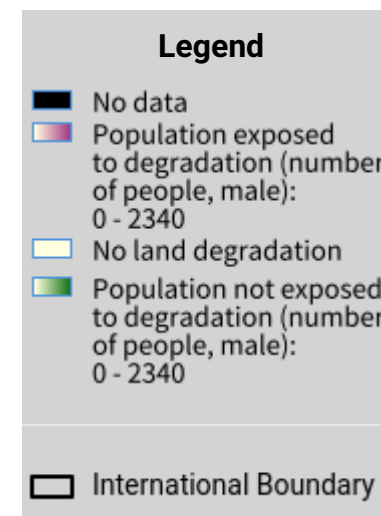 Legend
No data
Population exposed
to degradation (number
of people, male):
0 - 2340
No land degradation
Population not exposed
to degradation (number
of people, male):
0 - 2340
International Boundary